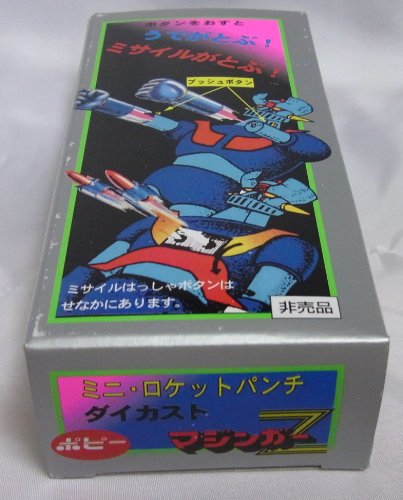 ボタンをおすと
うでがとぶ!
ミサイルがとぶ!
プッシュボタン
ミサイルはっしゃボタンは
せなかにあります。
非売品
ミニ・ロケットパンチ
ダイカスト
ポピー
マジンガーZ